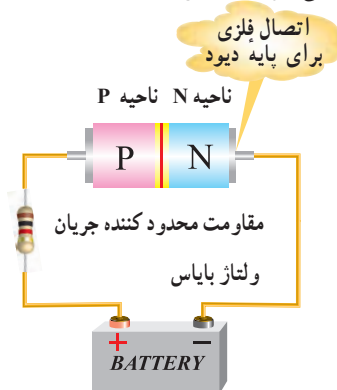 اتصال فلزی
برای پایهٔ دیود
ناحیه P ناحیه N
P N
مقاومت محدود کننده جریان
ولتاژ بایاس
+ −
BATTERY